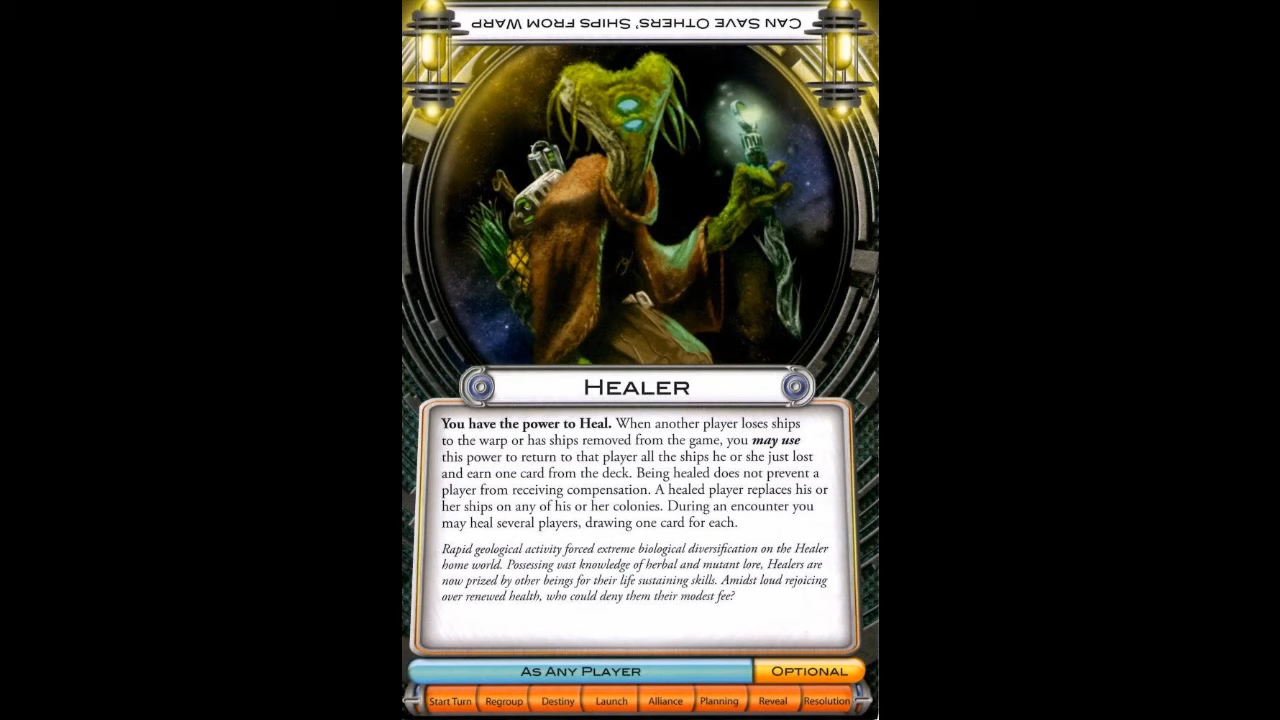 Can Save Others' Ships from Warp
Healer
You have the power to Heal. When another player loses ships
to the warp or has ships removed from the game, you may use
this power to return to that player all the ships he or she just lost
and earn one card from the deck. Being healed does not prevent a
player from receiving compensation. A healed player replaces his or
her ships on any of his or her colonies. During an encounter you
may heal several players, drawing one card for each.
Rapid geological activity forced extreme biological diversification on the Healer
home world. Possessing vast knowledge of herbal and mutant lore, Healers are
now prized by other beings for their life sustaining skills. Amidst loud rejoicing
over renewed health, who could deny them their modest fee?
As Any Player Optional
Start Turn Regroup Destiny Launch Alliance Planning Reveal Resolution